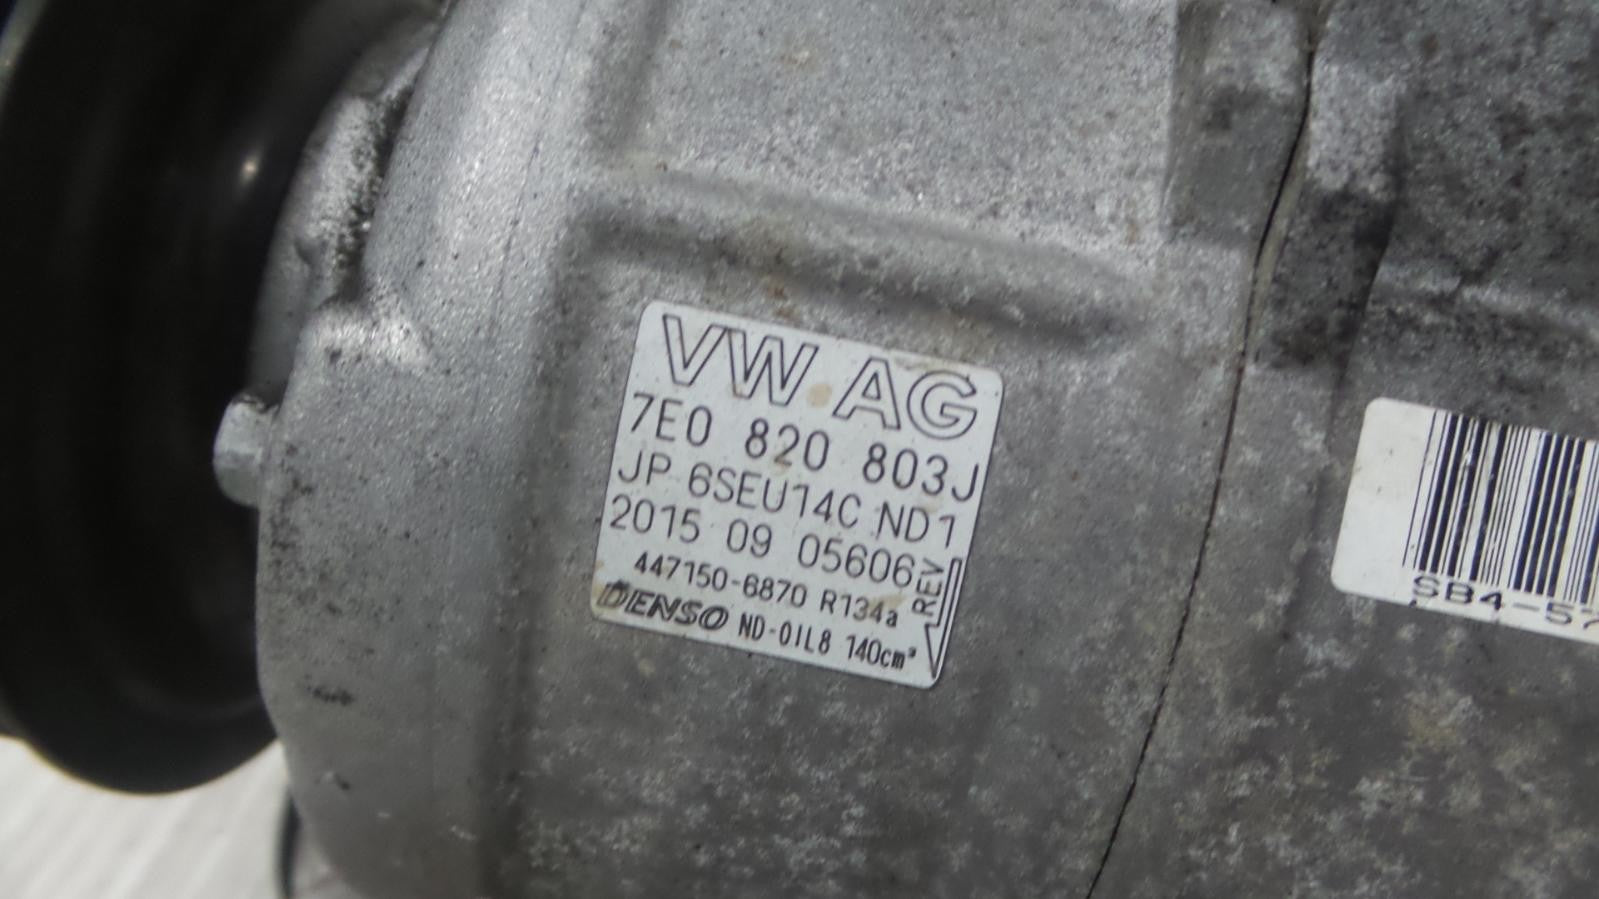 VW AG
7E0 820 803J
JP 6SEU14C ND1
2015 09 05606
447150-6870 R134a
DENSO ND-OIL8 140cm³
REV
SB4-57